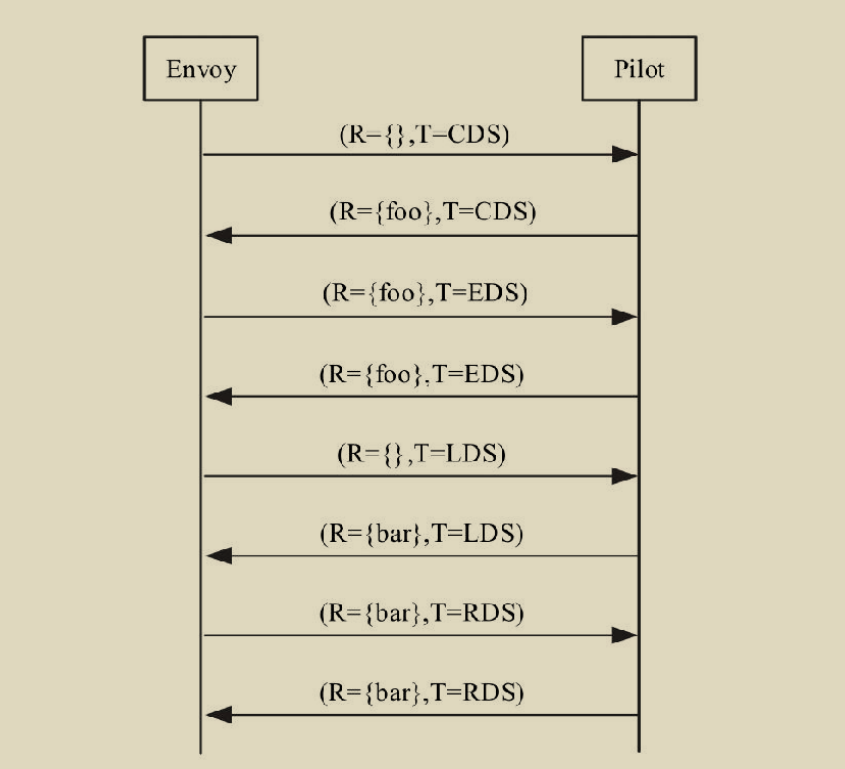 Envoy
Pilot
(R={},T=CDS)
(R={foo},T=CDS)
(R={foo},T=EDS)
(R={foo},T=EDS)
(R={},T=LDS)
(R={bar},T=LDS)
(R={bar},T=RDS)
(R={bar},T=RDS)